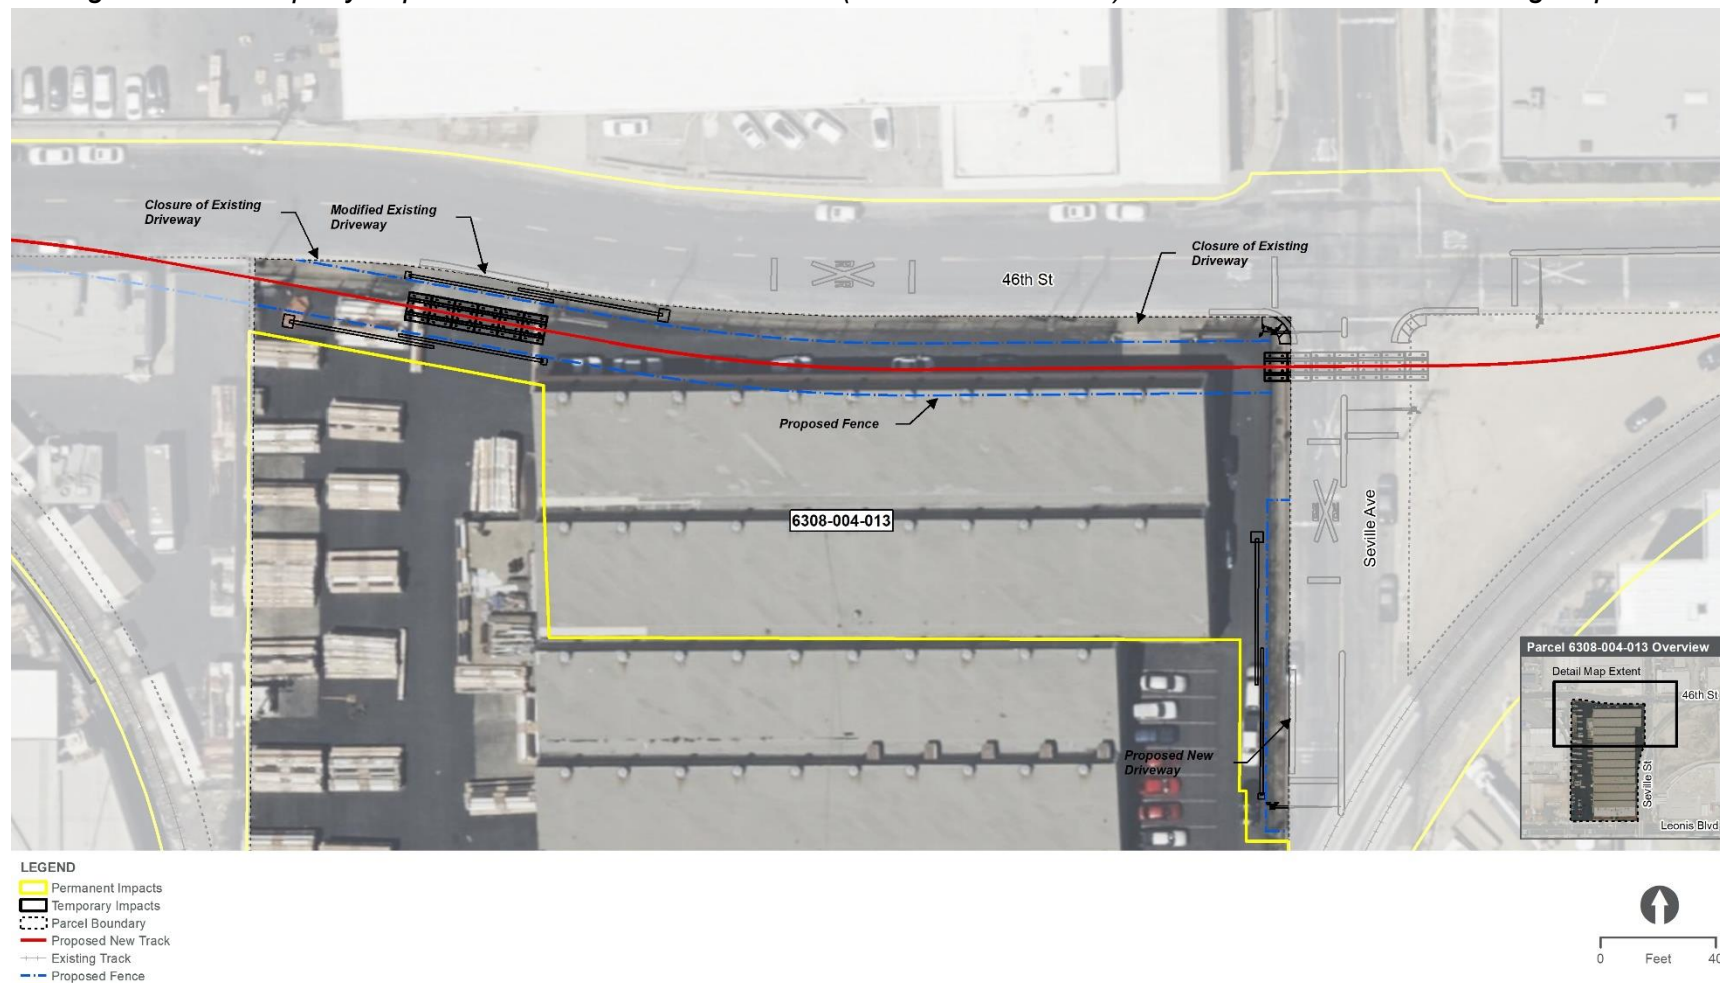 Closure of Existing
Driveway
Modified Existing
Driveway
Closure of Existing
Driveway
46th St
Proposed Fence
6308-004-013
Seville Ave
Proposed New
Driveway
Parcel 6308-004-013 Overview
Detail Map Extent
46th St
Seville St
Leonis Blvd
LEGEND
Permanent Impacts
Temporary Impacts
Parcel Boundary
Proposed New Track
Existing Track
Proposed Fence
0 Feet 40